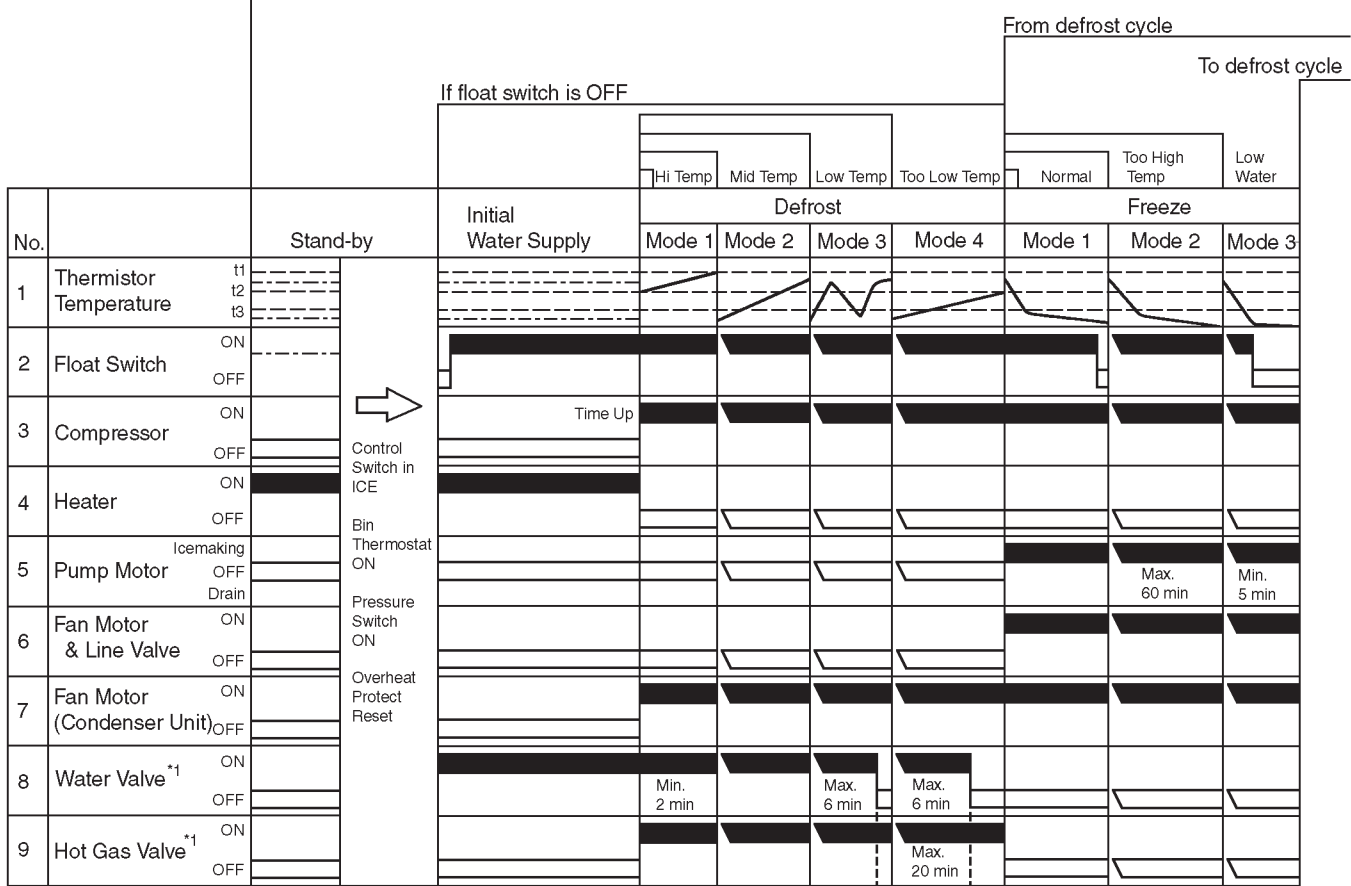 From defrost cycle
To defrost cycle
If float switch is OFF
Hi Temp
Mid Temp
Low Temp
Too Low Temp
Normal
Too High
Temp
Low
Water
No.
Stand-by
Initial
Water Supply
Defrost
Freeze
Mode 1
Mode 2
Mode 3
Mode 4
Mode 1
Mode 2
Mode 3
1
Thermistor
Temperature
t1
t2
t3
2
Float Switch
ON
OFF
3
Compressor
ON
OFF
Time Up
Control
Switch in
ICE
Bin
Thermostat
ON
Pressure
Switch
ON
Overheat
Protect
Reset
4
Heater
ON
OFF
5
Pump Motor
Icemaking
OFF
Drain
Max.
60 min
Min.
5 min
6
Fan Motor
& Line Valve
ON
OFF
7
Fan Motor
(Condenser Unit)
ON
OFF
8
Water Valve*1
ON
OFF
Min.
2 min
Max.
6 min
Max.
6 min
9
Hot Gas Valve*1
ON
OFF
Max.
20 min